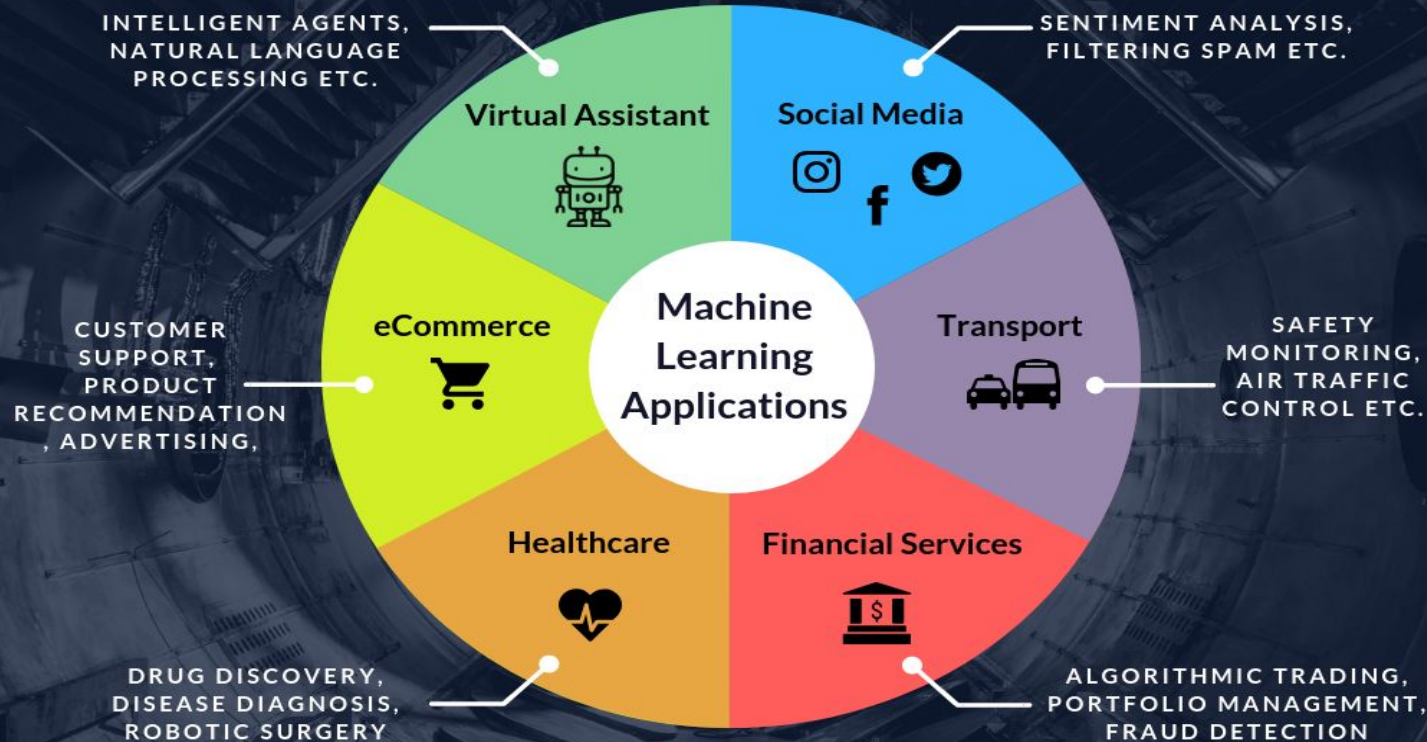 INTELLIGENT AGENTS,
NATURAL LANGUAGE
PROCESSING ETC.
SENTIMENT ANALYSIS,
FILTERING SPAM ETC.
Virtual Assistant
Social Media
f
eCommerce
Machine
Learning
Applications
Transport
CUSTOMER
SUPPORT,
PRODUCT
RECOMMENDATION
, ADVERTISING,
SAFETY
MONITORING,
AIR TRAFFIC
CONTROL ETC.
Healthcare
Financial Services
$
DRUG DISCOVERY,
DISEASE DIAGNOSIS,
ROBOTIC SURGERY
ALGORITHMIC TRADING,
PORTFOLIO MANAGEMENT,
FRAUD DETECTION